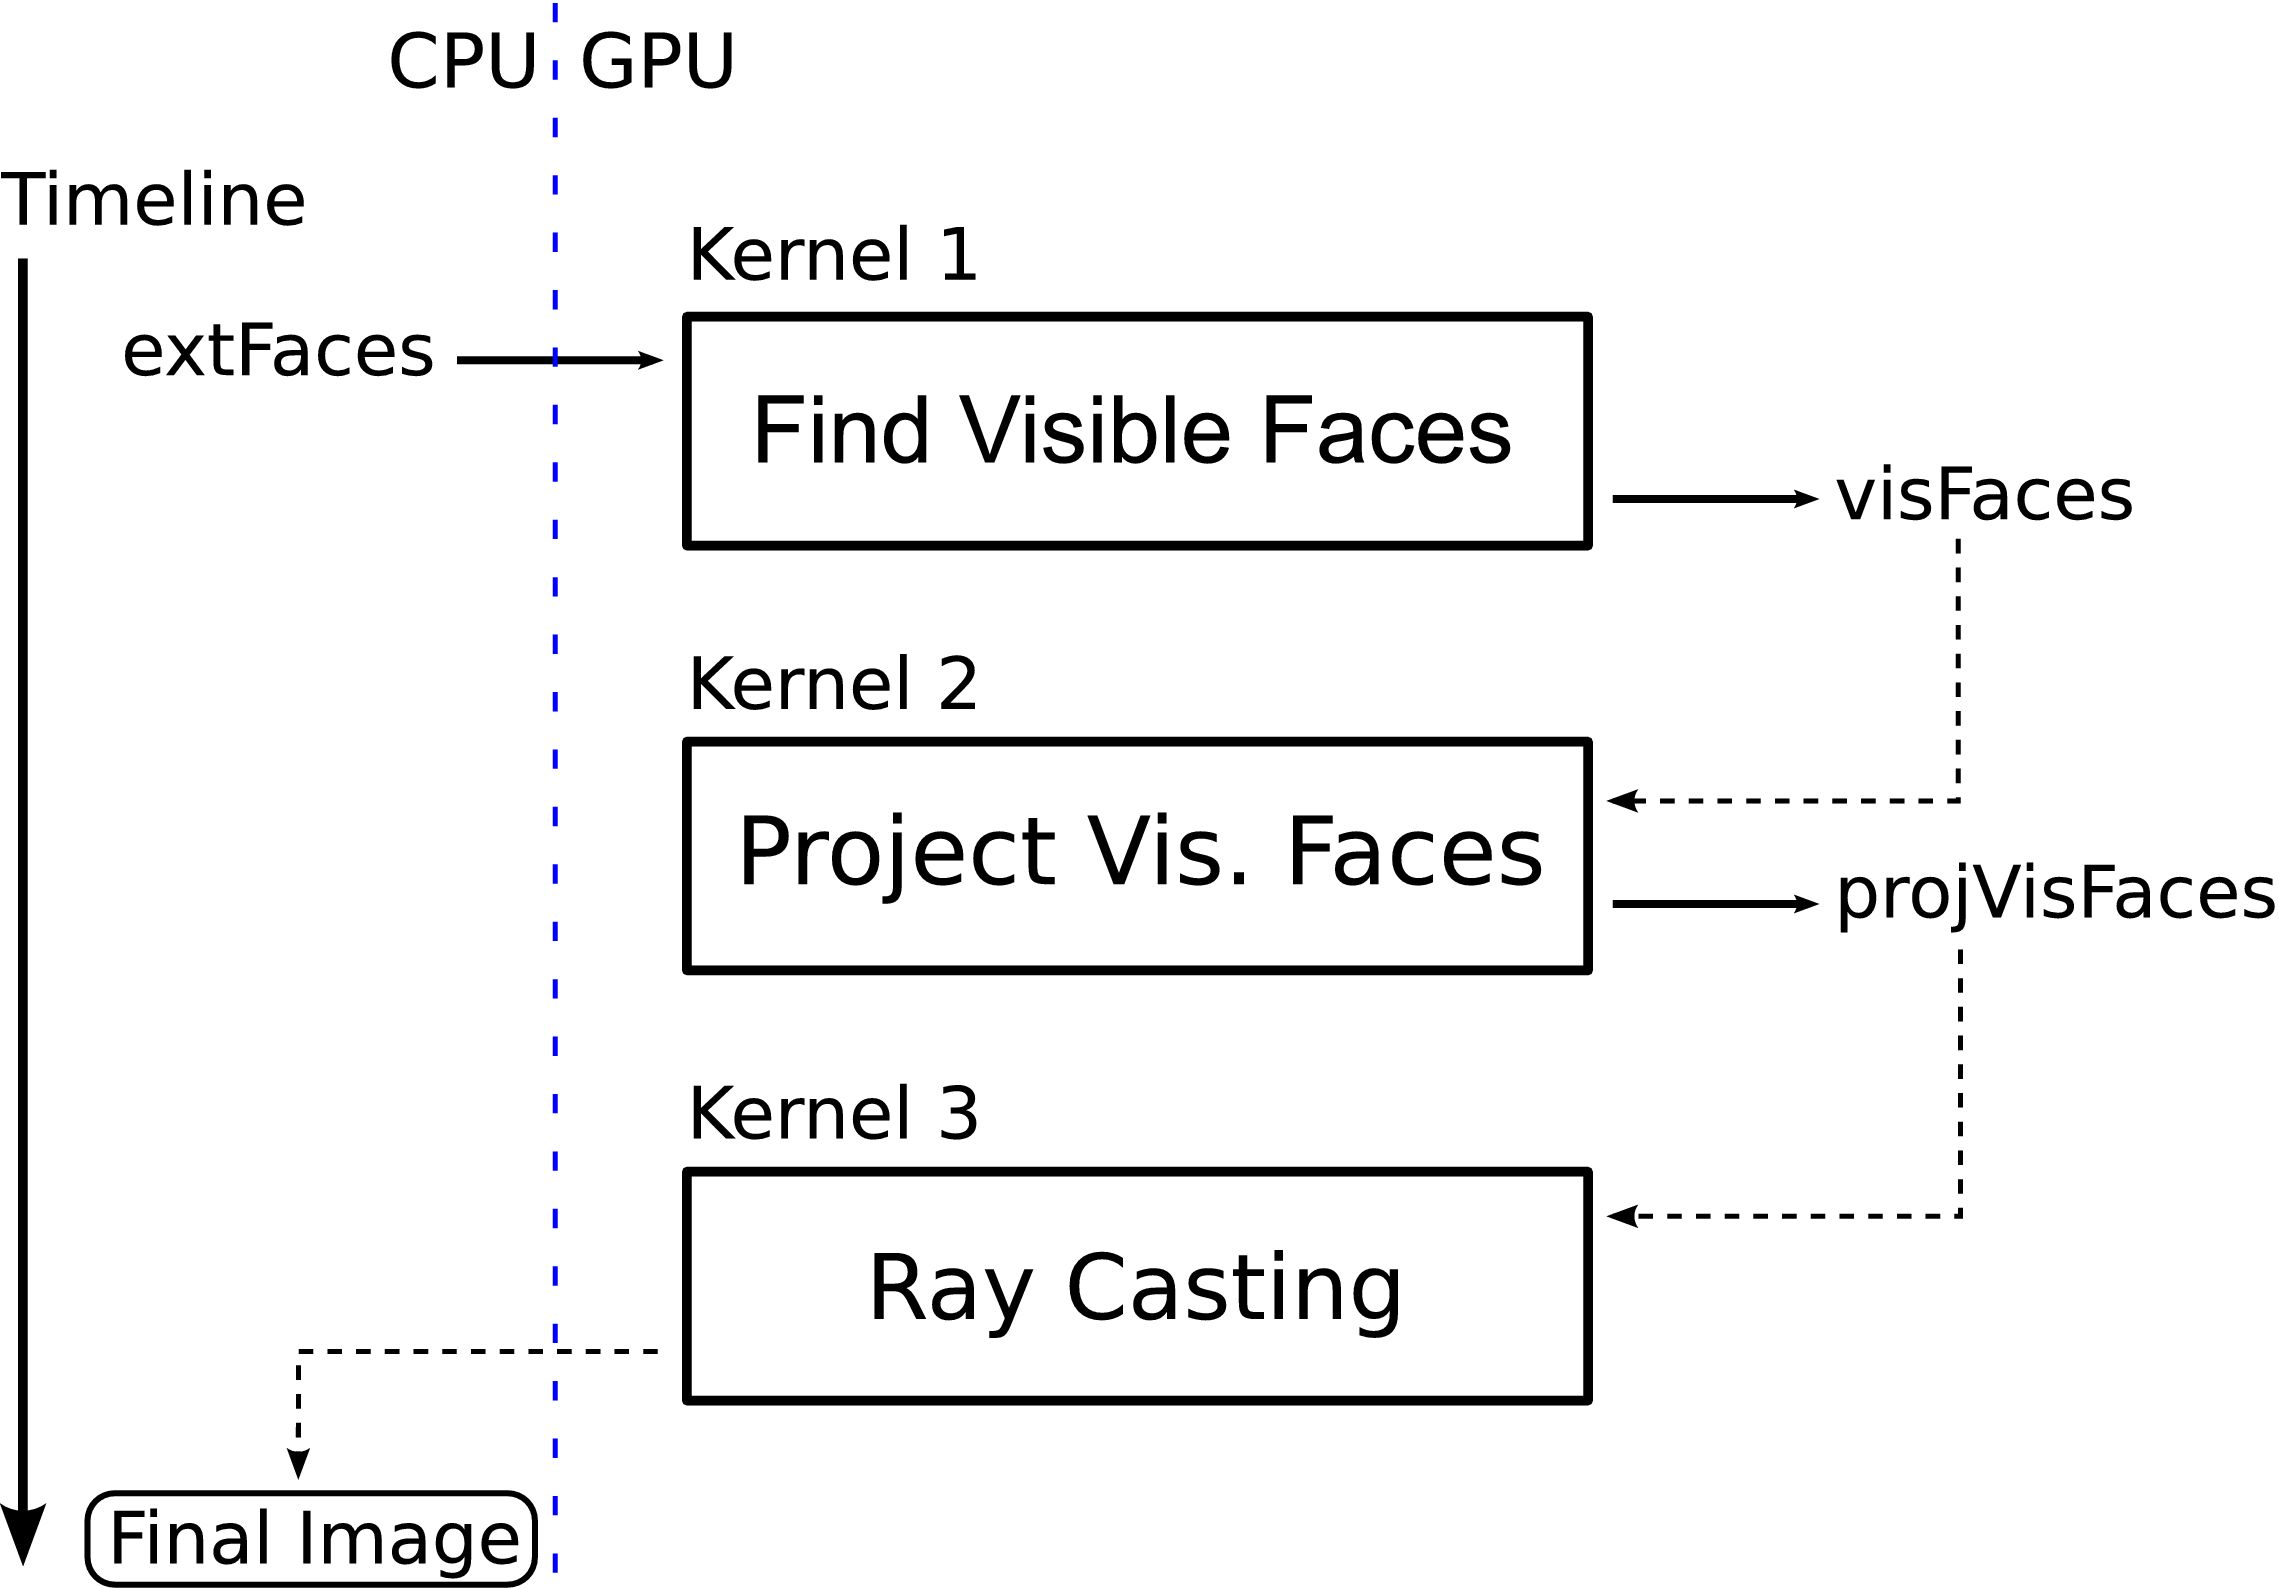 CPU GPU
Timeline
Kernel 1
extFaces
Find Visible Faces
visFaces
Kernel 2
Project Vis. Faces
projVisFaces
Kernel 3
Ray Casting
Final Image